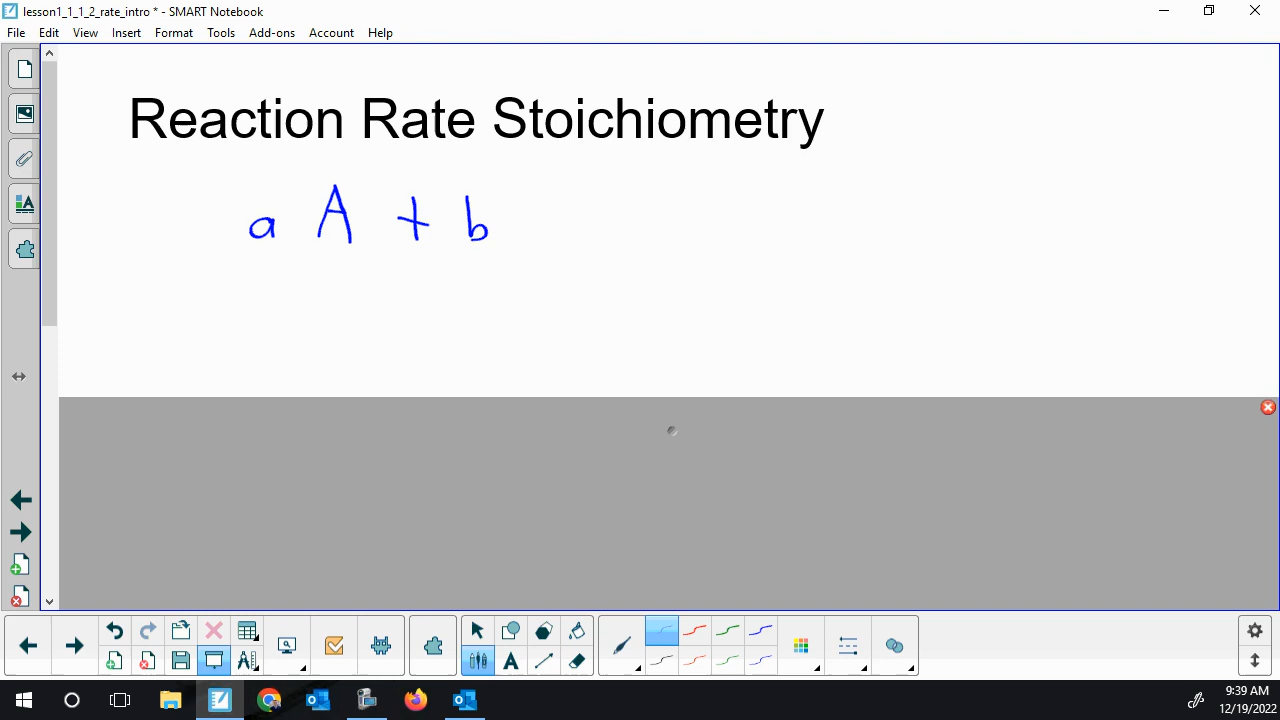 lesson1_1_1_2_rate_intro * - SMART Notebook
File Edit View Insert Format Tools Add-ons Account Help
Reaction Rate Stoichiometry
a A + b
9:39 AM
12/19/2022